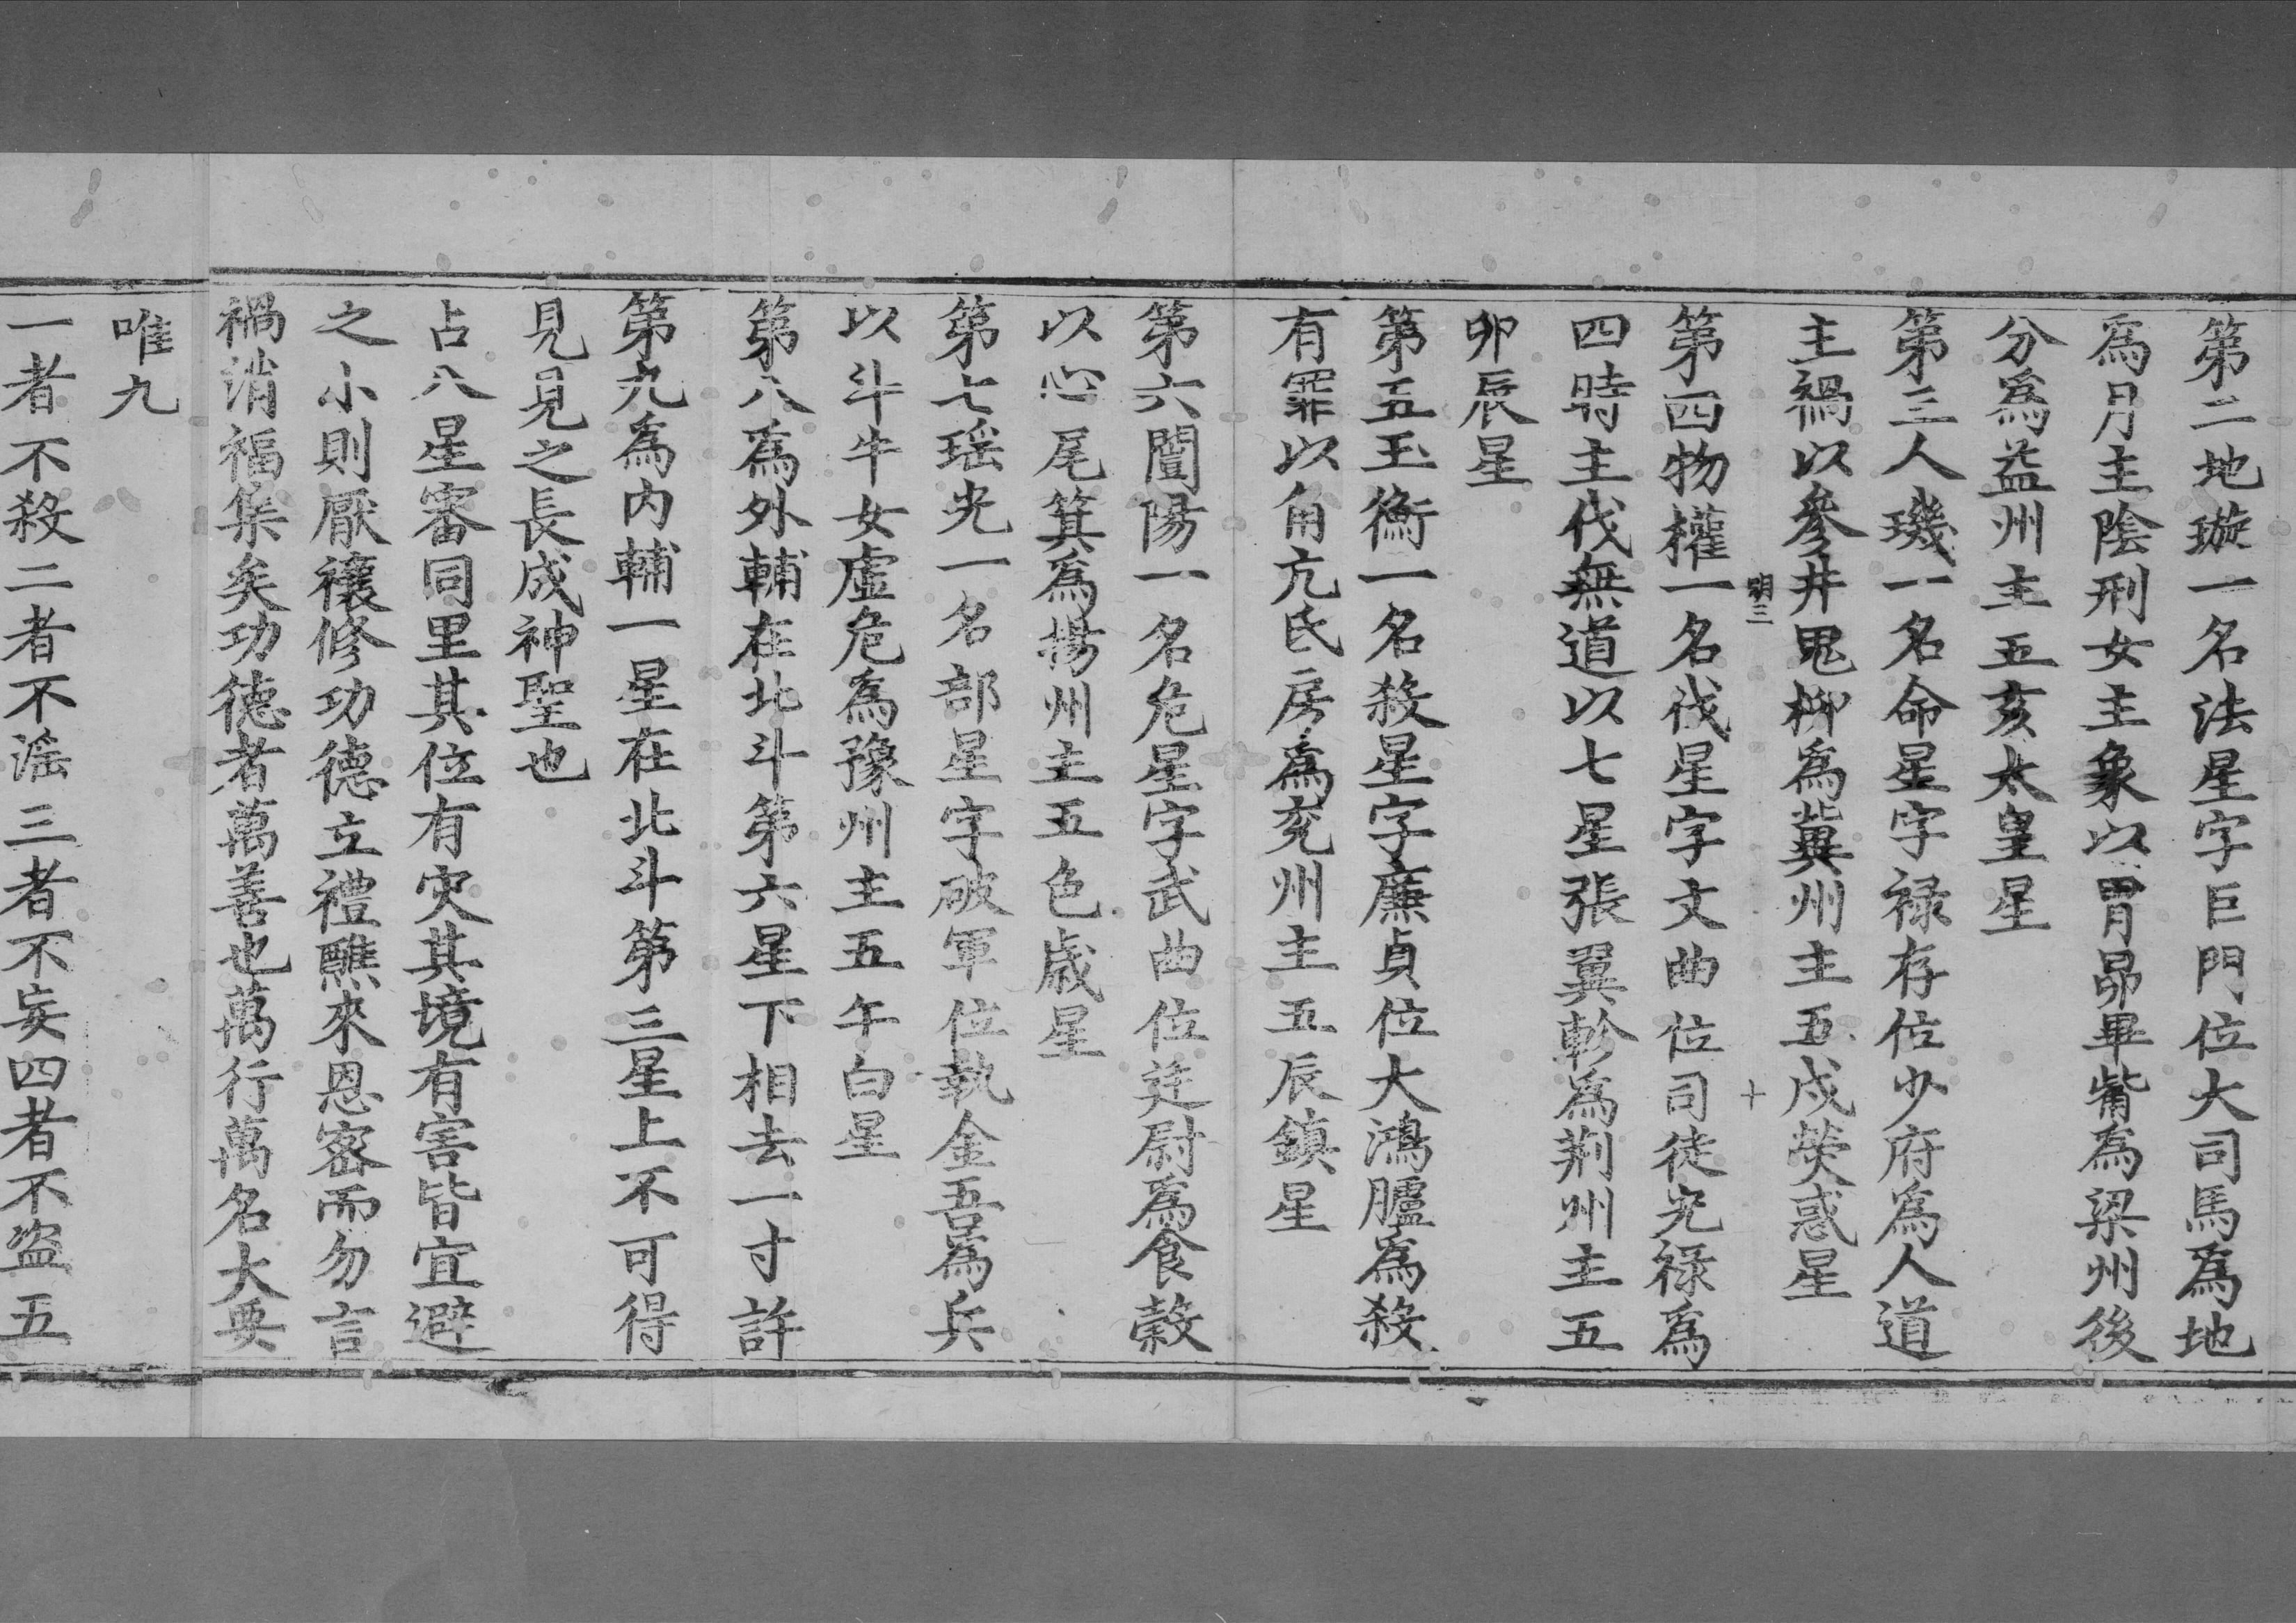 第二地璇一名法星字巨門位大司馬為地
為月主陰刑女主象以胃昴畢觜為梁州後
分為益州主五亥太皇星
第三人璣一名命星字祿存位少府為人道
主禍以參井鬼柳為冀州主五戍熒惑星
明三
十
第四物權一名伐星字文曲位司徒光祿為
四時主伐無道以七星張翼軫為荊州主五
卯辰星
第五玉衡一名殺星字廉貞位大鴻臚為殺
有罪以角亢氐房為兖州主五辰鎮星
第六闓陽一名危星字武曲位廷尉為食穀
以心尾箕為揚州主五色歲星
第七瑤光一名部星字破軍位執金吾為兵
以斗牛女虛危為豫州主五午白星
第八為外輔在北斗第六星下相去一寸許
第九為內輔一星在北斗第三星上不可得
見見之長成神聖也
占八星審同里其位有灾其境有害皆宜避
之小則厭禳修功德立禮醮來恩密而勿言
禍消福集矣功德者萬善也萬行萬名大要
唯九
一者不殺二者不滛三者不妄四者不盜五